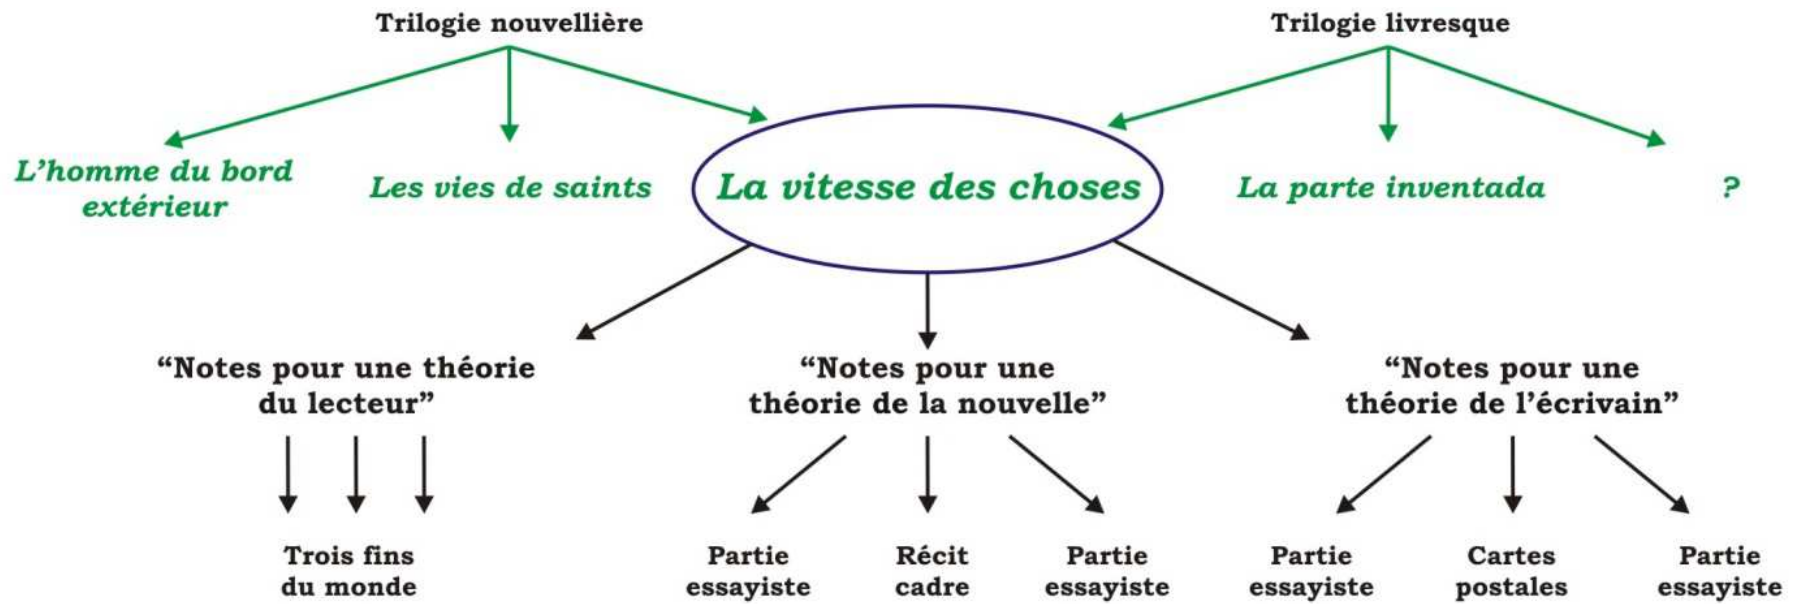 Trilogie nouvellière
Trilogie livresque
L'homme du bord
extérieur
Les vies de saints
La vitesse des choses
La parte inventada
?
“Notes pour une théorie
du lecteur”
“Notes pour une
théorie de la nouvelle”
“Notes pour une
théorie de l’écrivain”
Trois fins
du monde
Partie
essayiste
Récit
cadre
Partie
essayiste
Partie
essayiste
Cartes
postales
Partie
essayiste